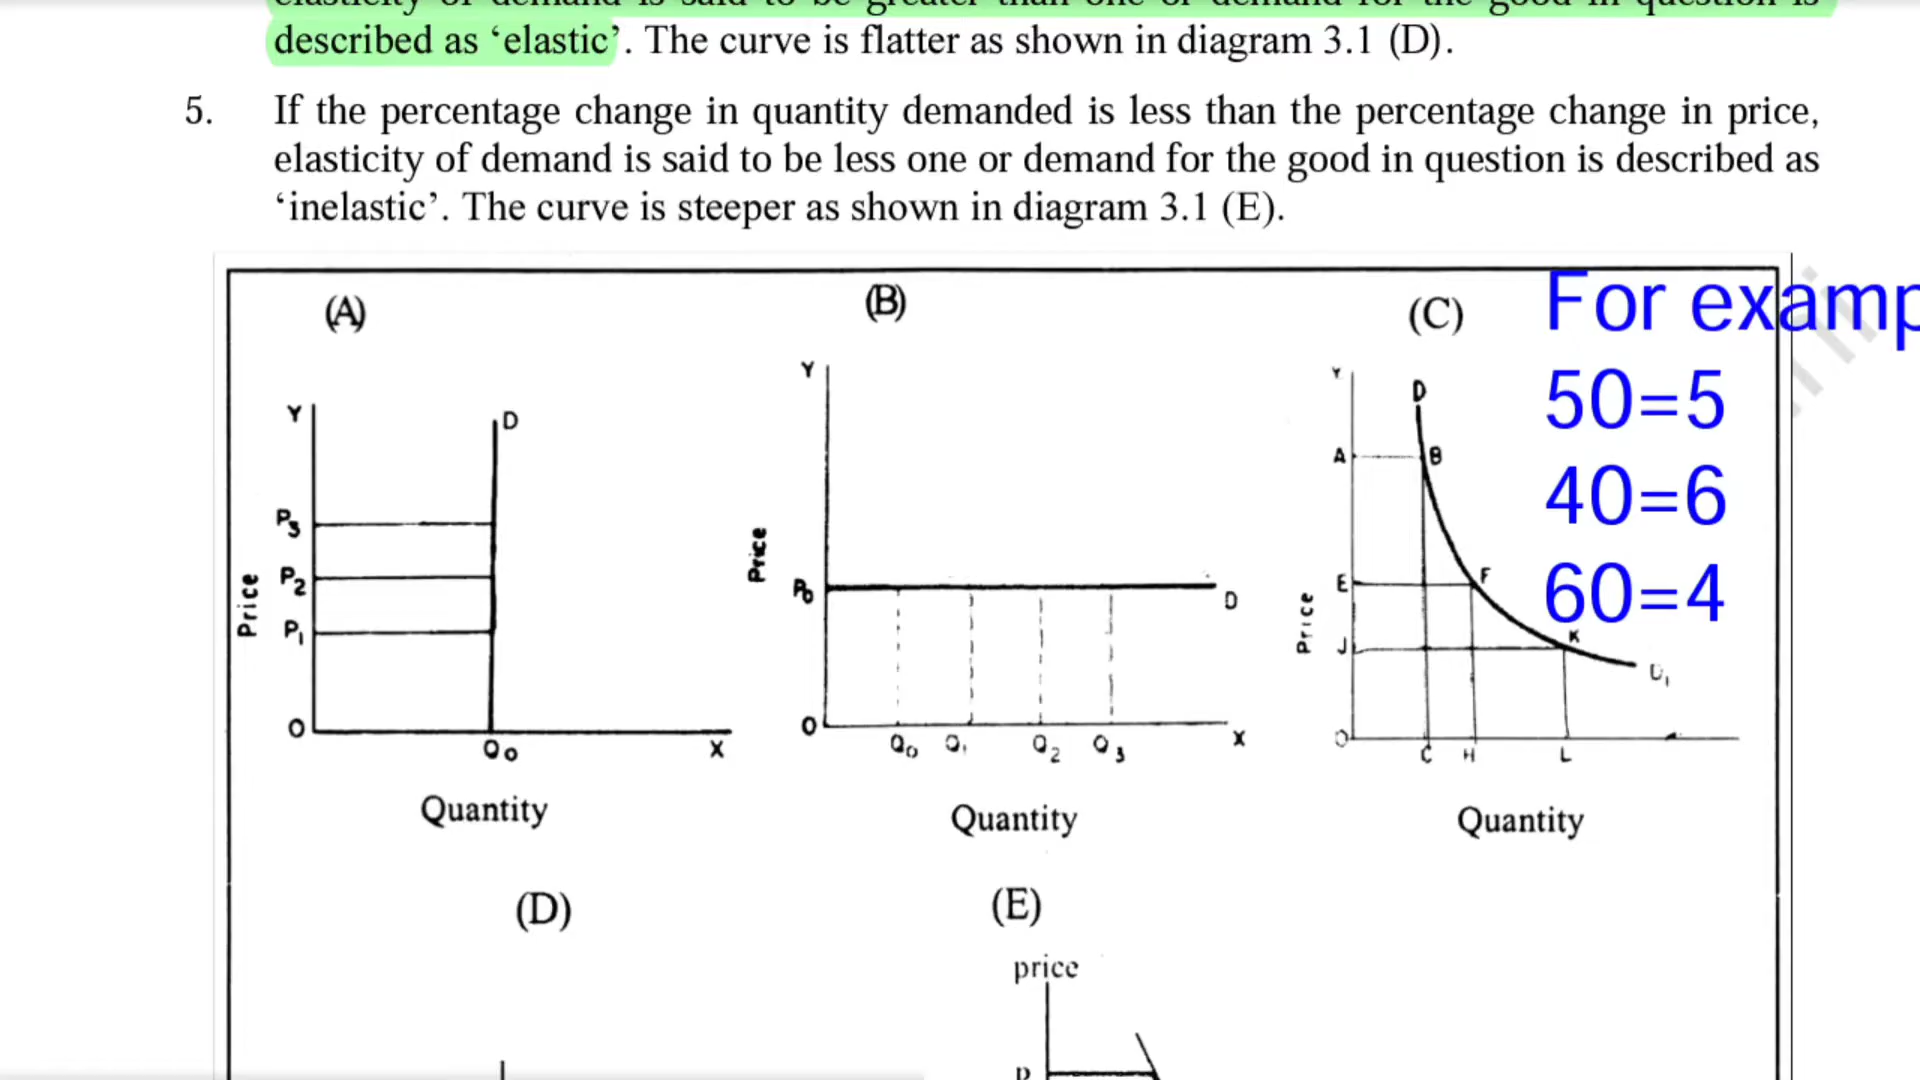 described as ‘elastic’. The curve is flatter as shown in diagram 3.1 (D).
5. If the percentage change in quantity demanded is less than the percentage change in price,
elasticity of demand is said to be less one or demand for the good in question is described as
‘inelastic’. The curve is steeper as shown in diagram 3.1 (E).
(A) (B) (C) For examp
50=5
40=6
60=4
Y D
P3
P2
P1
Price
O Q0 X
Quantity
Y
Price
P0 D
O Q0 Q1 Q2 Q3 X
Quantity
Y D
A B
E F
J K
Price
D1
O C H L
Quantity
(D) (E)
price